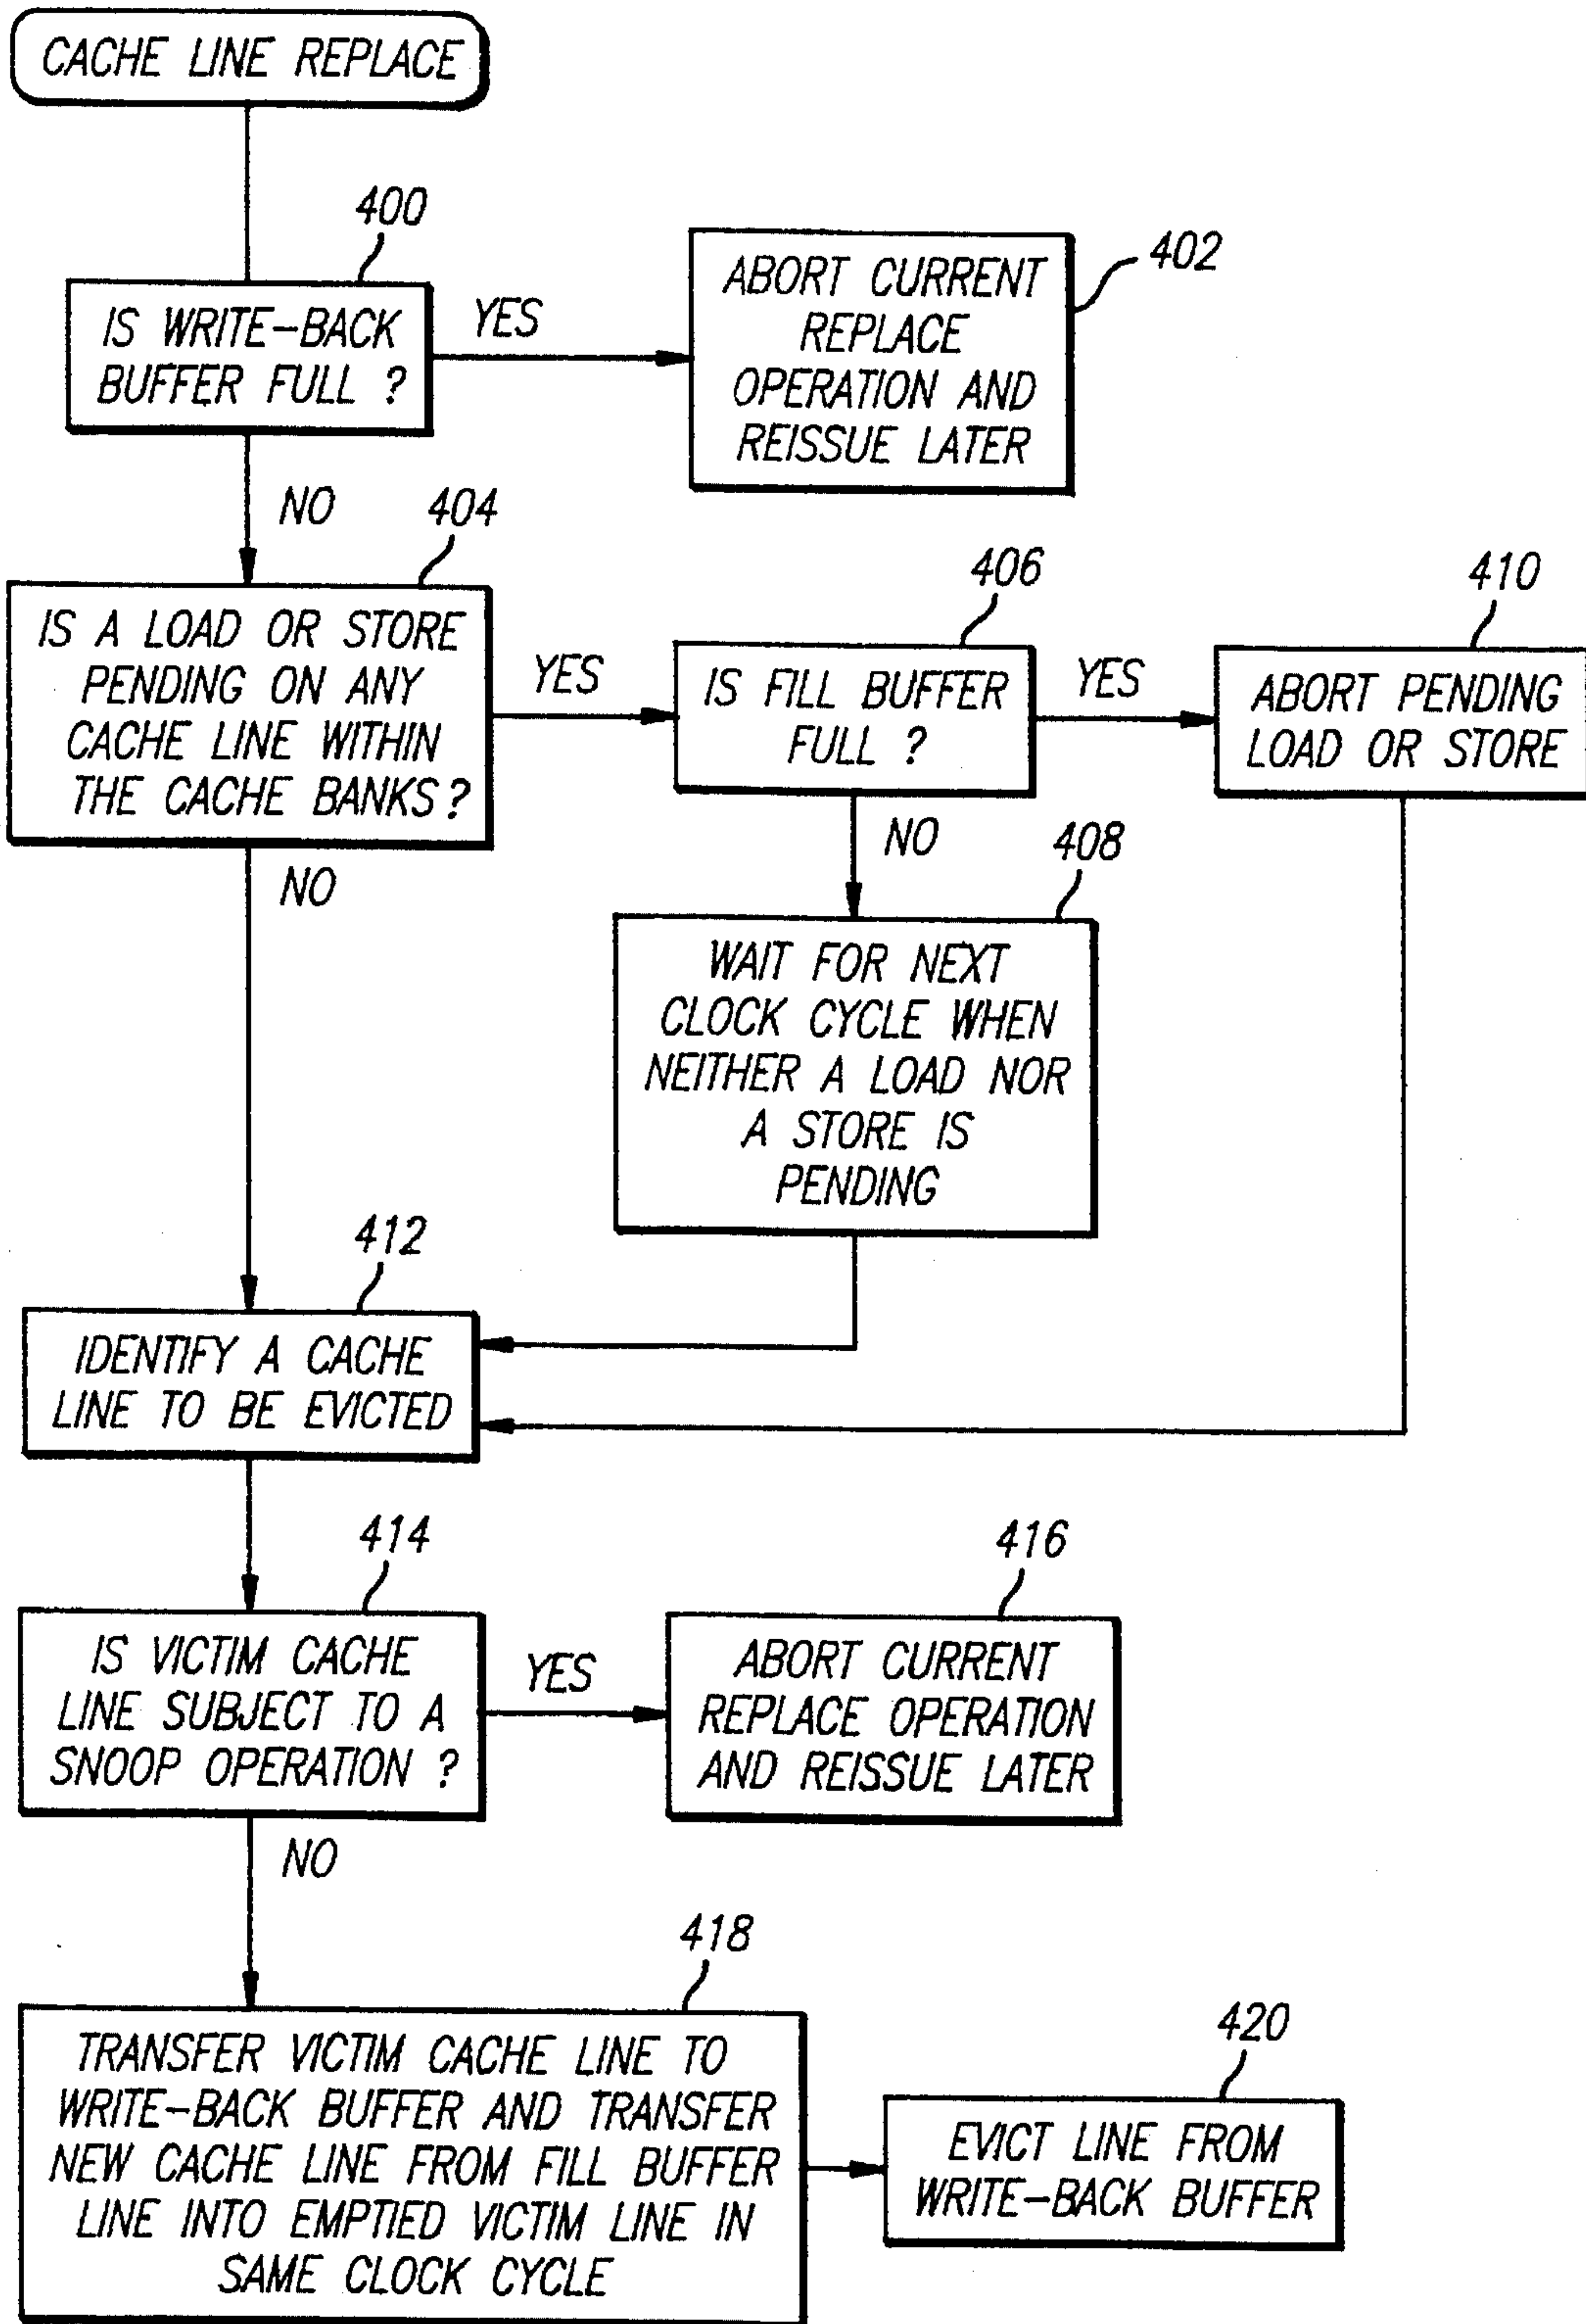 CACHE LINE REPLACE
400
IS WRITE-BACK
BUFFER FULL ?
YES
402
ABORT CURRENT
REPLACE
OPERATION AND
REISSUE LATER
NO
404
IS A LOAD OR STORE
PENDING ON ANY
CACHE LINE WITHIN
THE CACHE BANKS?
YES
406
IS FILL BUFFER
FULL ?
YES
410
ABORT PENDING
LOAD OR STORE
NO
NO
408
WAIT FOR NEXT
CLOCK CYCLE WHEN
NEITHER A LOAD NOR
A STORE IS
PENDING
412
IDENTIFY A CACHE
LINE TO BE EVICTED
414
IS VICTIM CACHE
LINE SUBJECT TO A
SNOOP OPERATION ?
YES
416
ABORT CURRENT
REPLACE OPERATION
AND REISSUE LATER
NO
418
TRANSFER VICTIM CACHE LINE TO
WRITE-BACK BUFFER AND TRANSFER
NEW CACHE LINE FROM FILL BUFFER
LINE INTO EMPTIED VICTIM LINE IN
SAME CLOCK CYCLE
420
EVICT LINE FROM
WRITE-BACK BUFFER